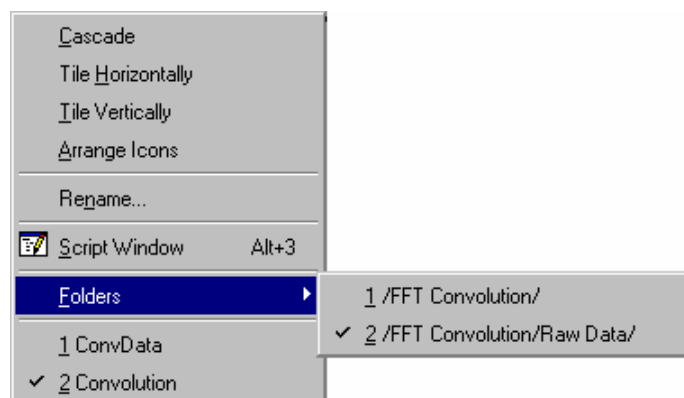 Cascade
Tile Horizontally
Tile Vertically
Arrange Icons
Rename...
Script Window Alt+3
Folders
1 /FFT Convolution/
2 /FFT Convolution/Raw Data/
1 ConvData
2 Convolution